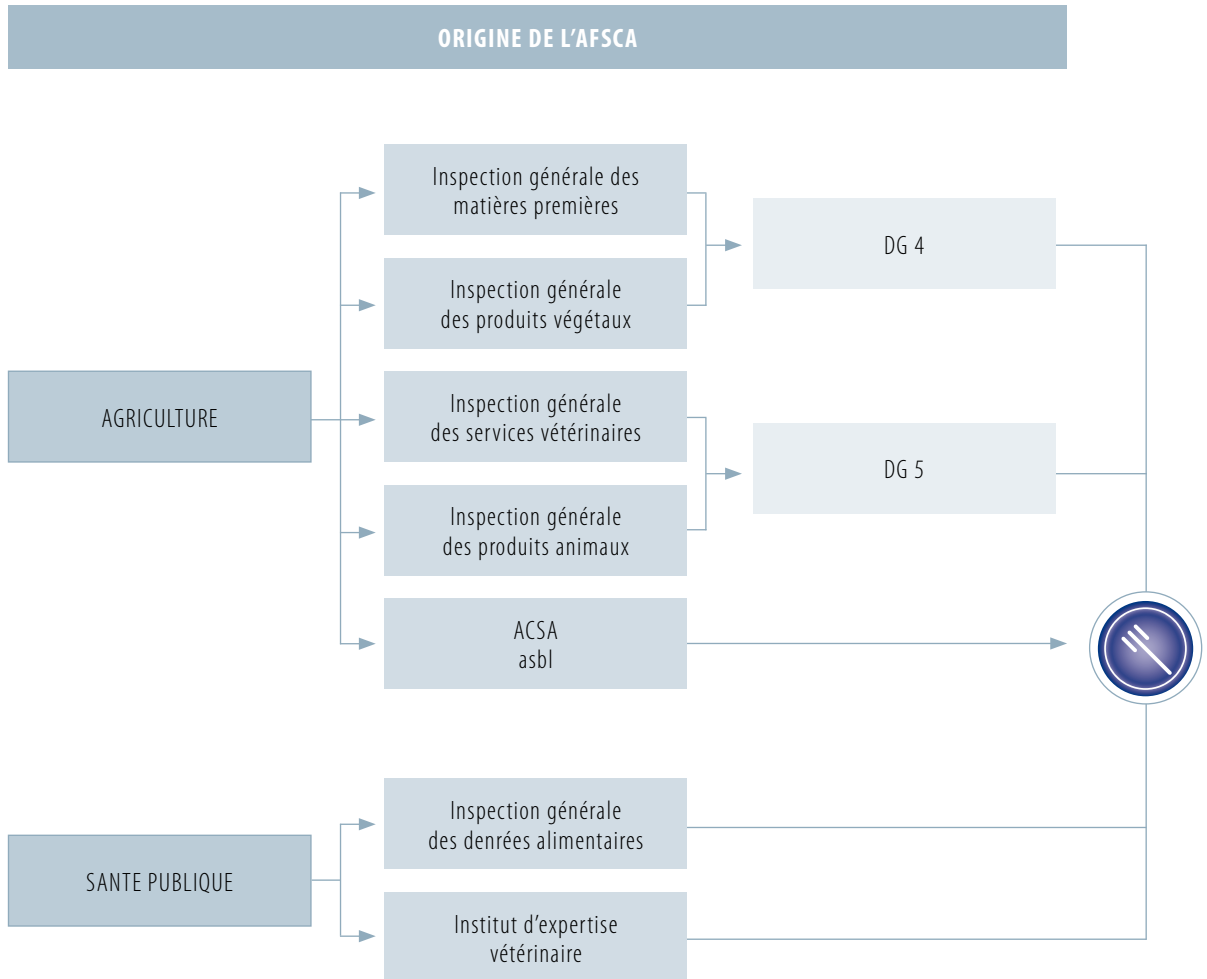 ORIGINE DE L'AFSCA
Inspection générale des
matières premières
DG 4
Inspection générale
des produits végétaux
AGRICULTURE
Inspection générale
des services vétérinaires
DG 5
Inspection générale
des produits animaux
ACSA
asbl
Inspection générale
des denrées alimentaires
SANTE PUBLIQUE
Institut d'expertise
vétérinaire